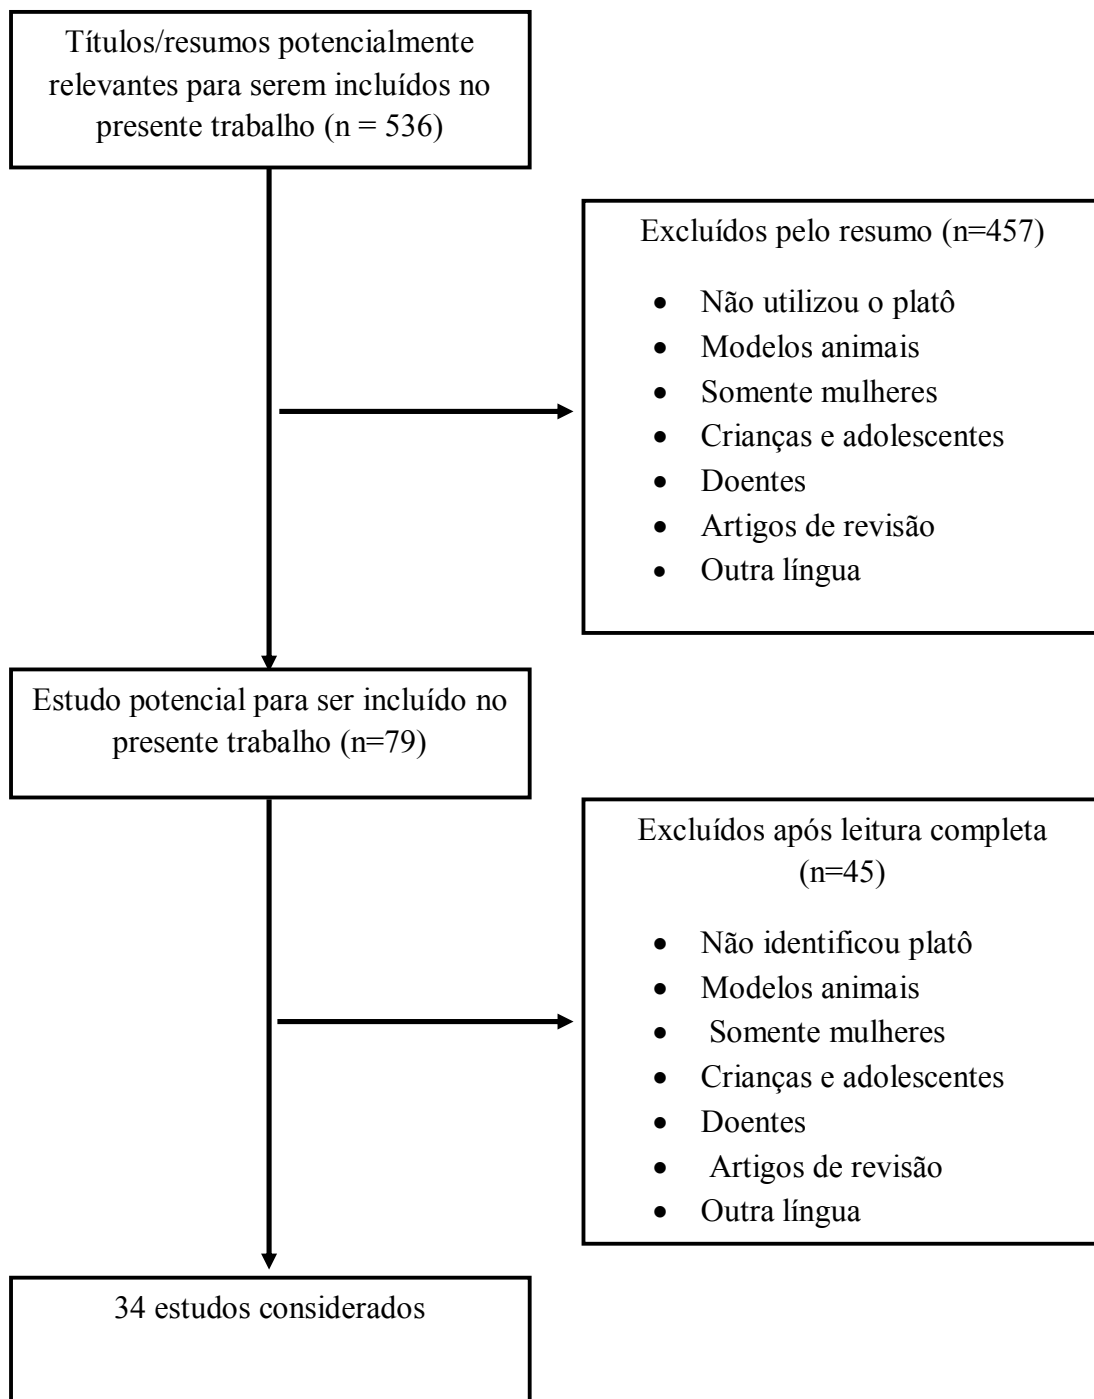 Títulos/resumos potencialmente
relevantes para serem incluídos no
presente trabalho (n = 536)
Excluídos pelo resumo (n=457)
• Não utilizou o platô
• Modelos animais
• Somente mulheres
• Crianças e adolescentes
• Doentes
• Artigos de revisão
• Outra língua
Estudo potencial para ser incluído no
presente trabalho (n=79)
Excluídos após leitura completa
(n=45)
• Não identificou platô
• Modelos animais
• Somente mulheres
• Crianças e adolescentes
• Doentes
• Artigos de revisão
• Outra língua
34 estudos considerados